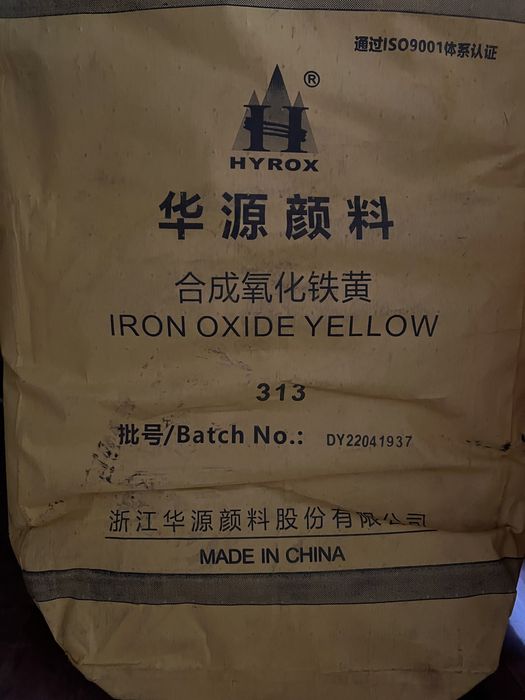 通过ISO9001体系认证
®
H
HYROX
华源颜料
合成氧化铁黄
IRON OXIDE YELLOW
313
批号/Batch No.: DY22041937
浙江华源颜料股份有限公司
MADE IN CHINA